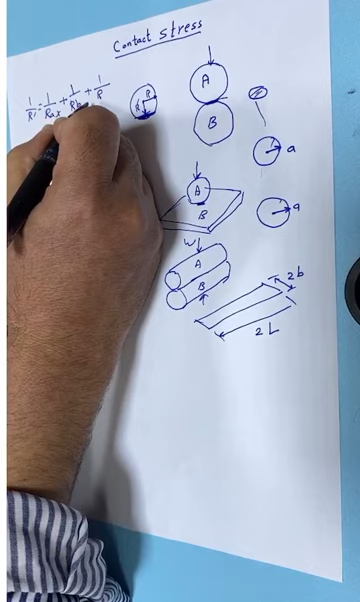 Contact stress
1/R' = 1/Rax + 1/Rb + 1/R
R R
A
B
a
A
B
a
W
A
B
2b
2L